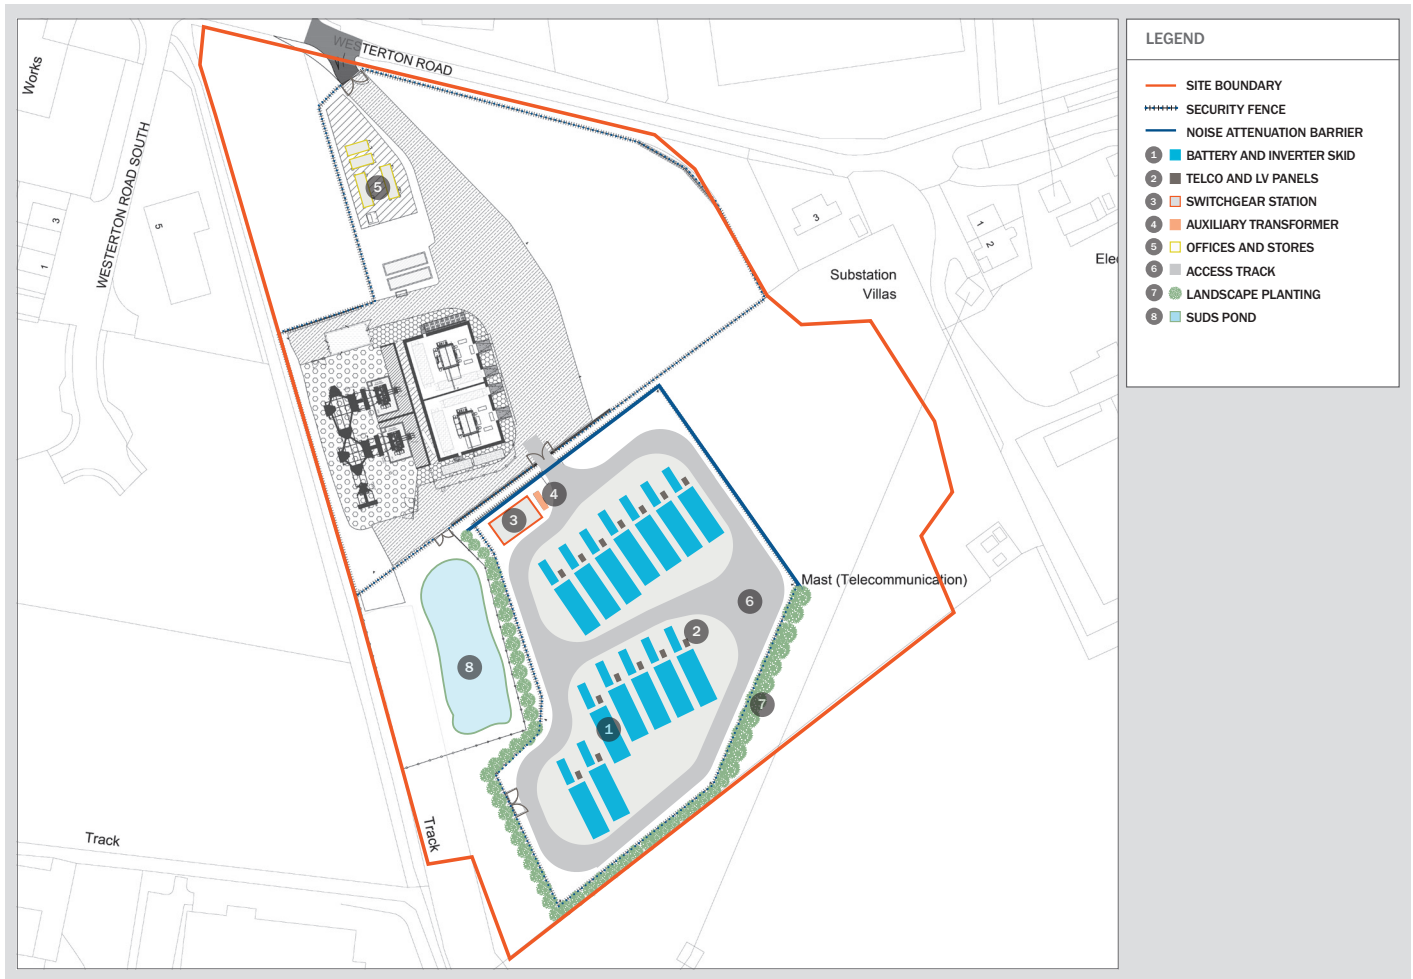 LEGEND
SITE BOUNDARY
SECURITY FENCE
NOISE ATTENUATION BARRIER
1 BATTERY AND INVERTER SKID
2 TELCO AND LV PANELS
3 SWITCHGEAR STATION
4 AUXILIARY TRANSFORMER
5 OFFICES AND STORES
6 ACCESS TRACK
7 LANDSCAPE PLANTING
8 SUDS POND
WESTERTON ROAD
Works
WESTERTON ROAD SOUTH
3
1
5
5
3
1
2
Substation
Villas
Elec
4
3
Mast (Telecommunication)
6
2
8
7
1
Track
Track